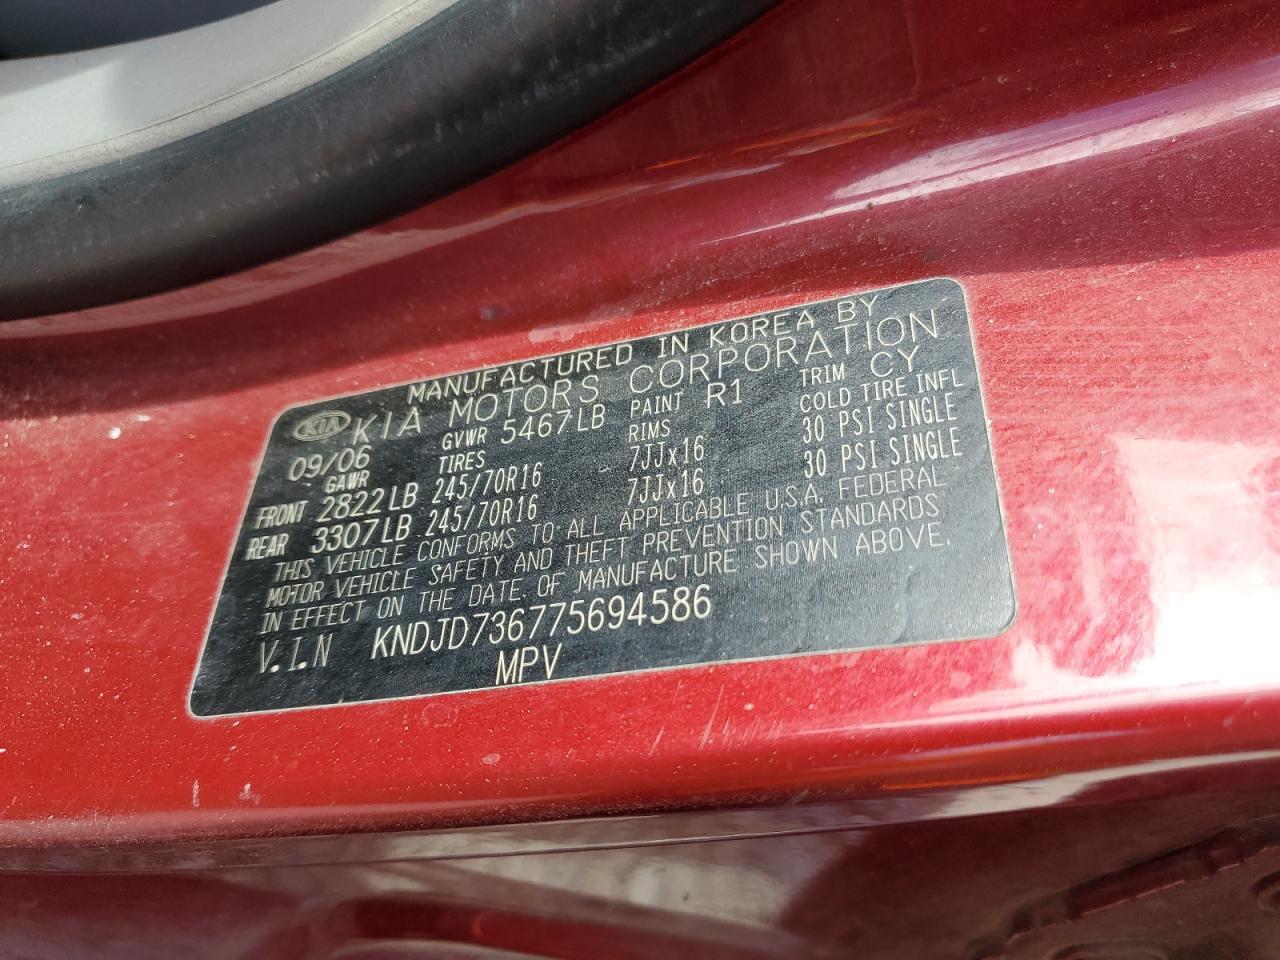 MANUFACTURED IN KOREA BY
KIA KIA MOTORS CORPORATION
09/06 GVWR 5467LB PAINT R1 TRIM CY
GAWR TIRES RIMS COLD TIRE INFL
FRONT 2822LB 245/70R16 7JJx16 30 PSI SINGLE
REAR 3307LB 245/70R16 7JJx16 30 PSI SINGLE
THIS VEHICLE CONFORMS TO ALL APPLICABLE U.S.A. FEDERAL
MOTOR VEHICLE SAFETY AND THEFT PREVENTION STANDARDS
IN EFFECT ON THE DATE OF MANUFACTURE SHOWN ABOVE.
V.I.N KNDJD736775694586
MPV